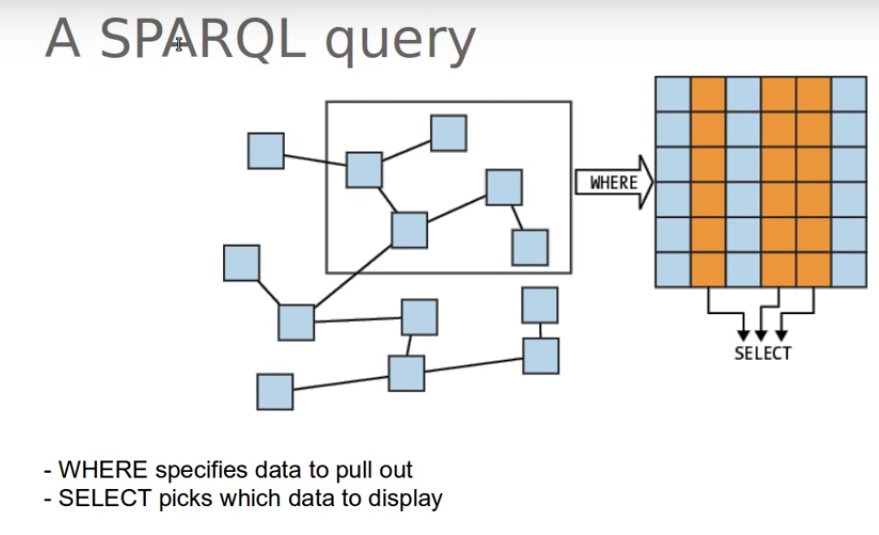 A SPARQL query
WHERE
SELECT
- WHERE specifies data to pull out
- SELECT picks which data to display